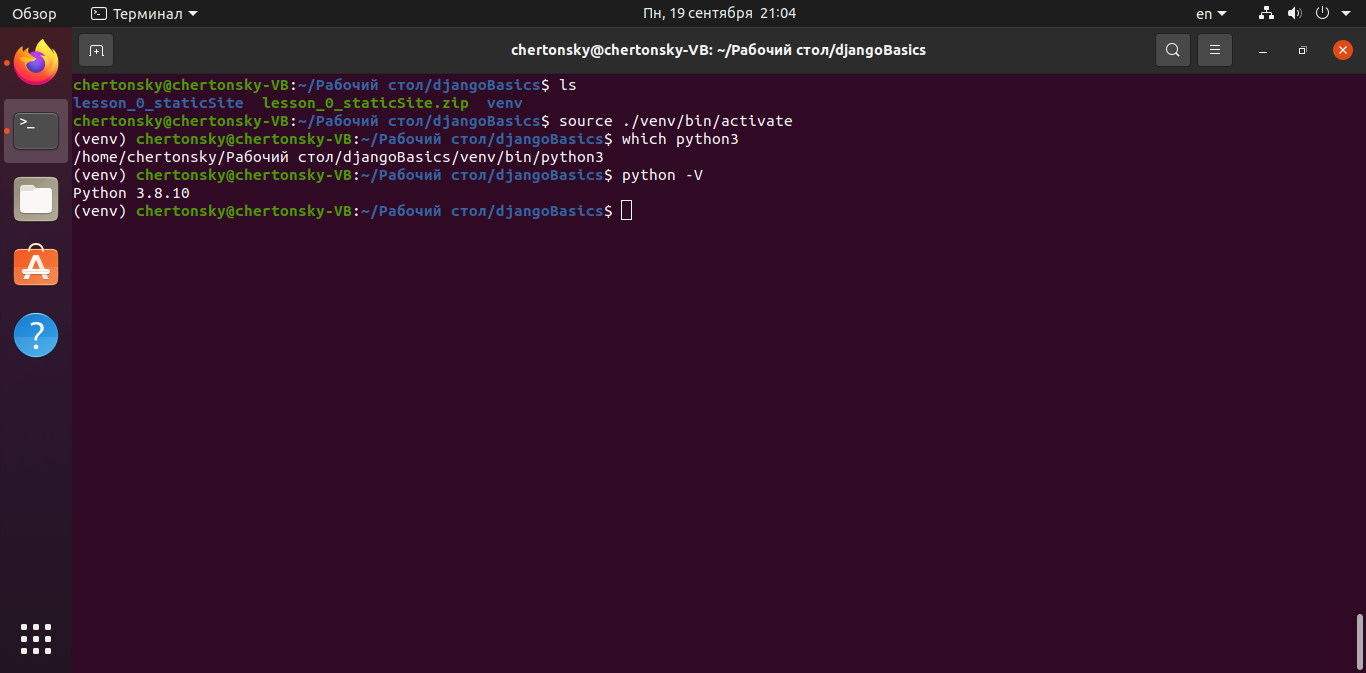 Обзор Терминал Пн, 19 сентября 21:04 en
chertonsky@chertonsky-VB: ~/Рабочий стол/djangoBasics
chertonsky@chertonsky-VB:~/Рабочий стол/djangoBasics$ ls
lesson_0_staticSite lesson_0_staticSite.zip venv
chertonsky@chertonsky-VB:~/Рабочий стол/djangoBasics$ source ./venv/bin/activate
(venv) chertonsky@chertonsky-VB:~/Рабочий стол/djangoBasics$ which python3
/home/chertonsky/Рабочий стол/djangoBasics/venv/bin/python3
(venv) chertonsky@chertonsky-VB:~/Рабочий стол/djangoBasics$ python -V
Python 3.8.10
(venv) chertonsky@chertonsky-VB:~/Рабочий стол/djangoBasics$